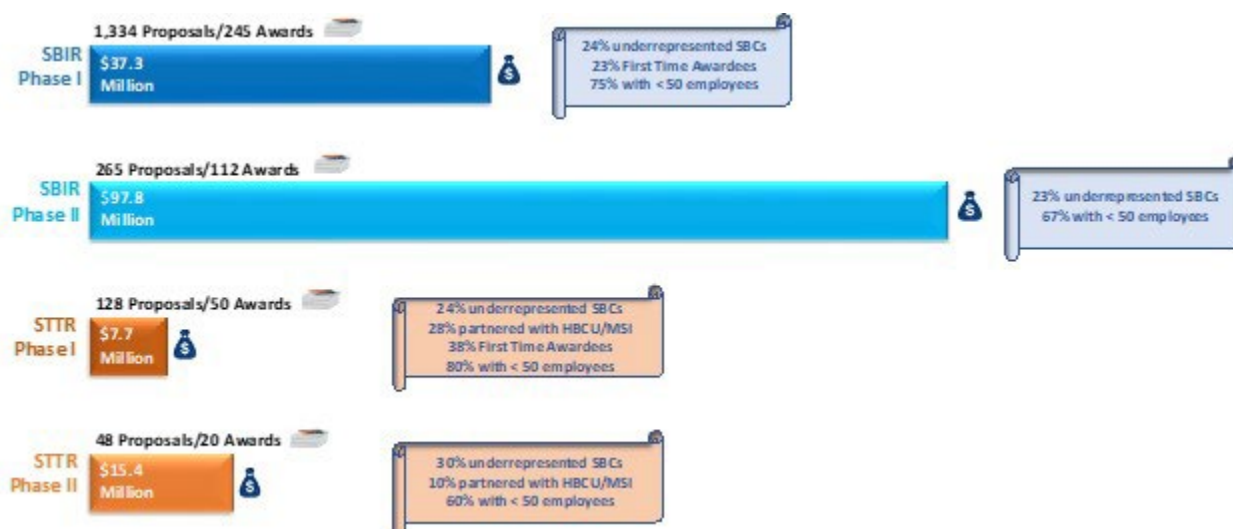 1,334 Proposals/245 Awards
SBIR
Phase I
$37.3
Million
$
24% underrepresented SBCs
23% First Time Awardees
75% with < 50 employees
265 Proposals/112 Awards
SBIR
Phase II
$97.8
Million
$
23% underrepresented SBCs
67% with < 50 employees
128 Proposals/50 Awards
STTR
Phase I
$7.7
Million
$
24% underrepresented SBCs
28% partnered with HBCU/MSI
38% First Time Awardees
80% with < 50 employees
48 Proposals/20 Awards
STTR
Phase II
$15.4
Million
$
30% underrepresented SBCs
10% partnered with HBCU/MSI
60% with < 50 employees